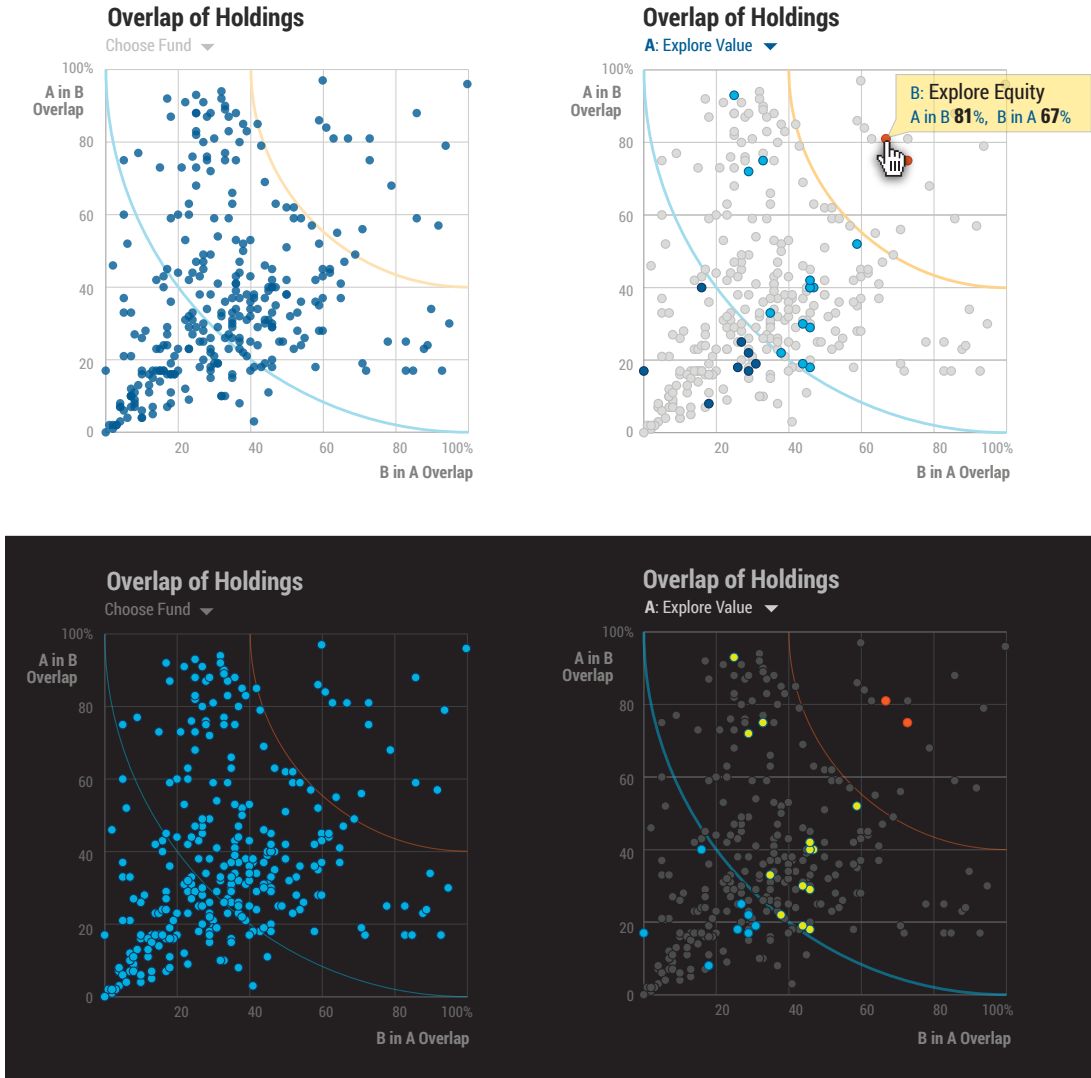 Overlap of Holdings
Choose Fund
100%
A in B
Overlap
80
60
40
20
0
20
40
60
80
100%
B in A Overlap
Overlap of Holdings
A: Explore Value
100%
A in B
Overlap
B: Explore Equity
A in B 81%, B in A 67%
80
60
40
20
0
20
40
60
80
100%
B in A Overlap
Overlap of Holdings
Choose Fund
100%
A in B
Overlap
80
60
40
20
0
20
40
60
80
100%
B in A Overlap
Overlap of Holdings
A: Explore Value
100%
A in B
Overlap
80
60
40
20
0
20
40
60
80
100%
B in A Overlap